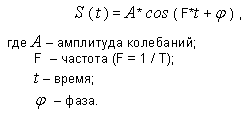 S (t) = A* cos ( F*t + φ) ,
где A – амплитуда колебаний;
F – частота (F = 1 / T);
t – время;
φ – фаза.